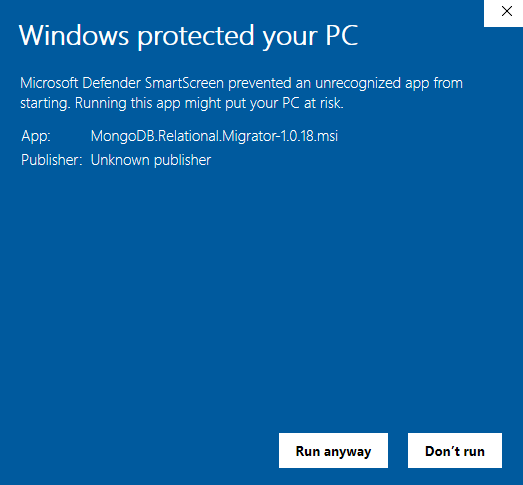 Windows protected your PC
Microsoft Defender SmartScreen prevented an unrecognized app from
starting. Running this app might put your PC at risk.
App: MongoDB.Relational.Migrator-1.0.18.msi
Publisher: Unknown publisher
Run anyway Don't run